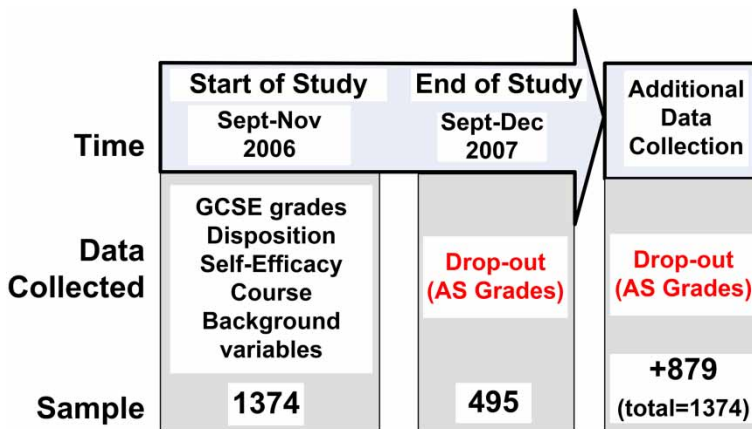 Start of Study
Sept-Nov
2006
End of Study
Sept-Dec
2007
Additional
Data
Collection
Time
Data
Collected
GCSE grades
Disposition
Self-Efficacy
Course
Background
variables
Drop-out
(AS Grades)
Drop-out
(AS Grades)
Sample
1374
495
+879
(total=1374)